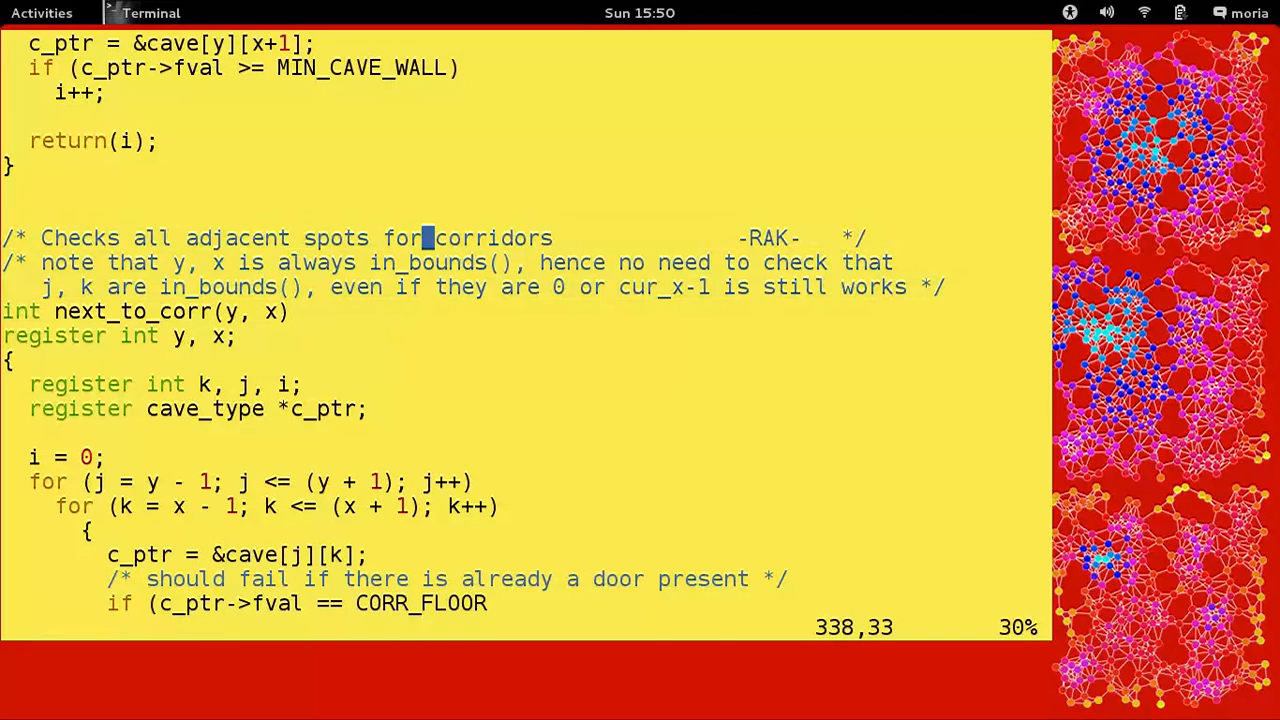 Activities Terminal Sun 15:50 moria
c_ptr = &cave[y][x+1];
if (c_ptr->fval >= MIN_CAVE_WALL)
i++;
return(i);
}
/* Checks all adjacent spots for corridors -RAK- */
/* note that y, x is always in_bounds(), hence no need to check that
j, k are in_bounds(), even if they are 0 or cur_x-1 is still works */
int next_to_corr(y, x)
register int y, x;
{
register int k, j, i;
register cave_type *c_ptr;
i = 0;
for (j = y - 1; j <= (y + 1); j++)
for (k = x - 1; k <= (x + 1); k++)
{
c_ptr = &cave[j][k];
/* should fail if there is already a door present */
if (c_ptr->fval == CORR_FLOOR
338,33 30%